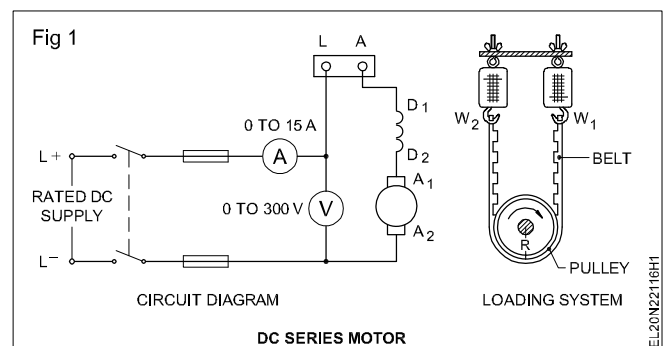 Fig 1
L A
D1
D2
0 TO 15 A
A
L+
RATED DC
SUPPLY
L−
0 TO 300 V
V
A1
A2
CIRCUIT DIAGRAM
W2
W1
BELT
R
PULLEY
LOADING SYSTEM
DC SERIES MOTOR
EL20N22116H1